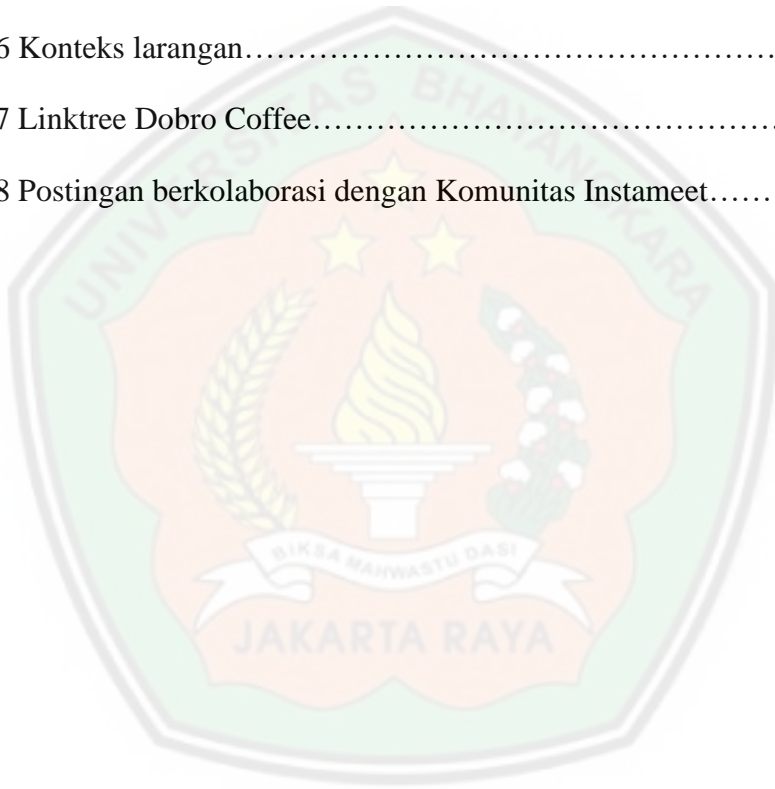 6 Konteks larangan…………………………………………
7 Linktree Dobro Coffee……………………………………
8 Postingan berkolaborasi dengan Komunitas Instameet……
UNIVERSITAS BHAYANGKARA
BIKSA MAHWASTU DASI
JAKARTA RAYA